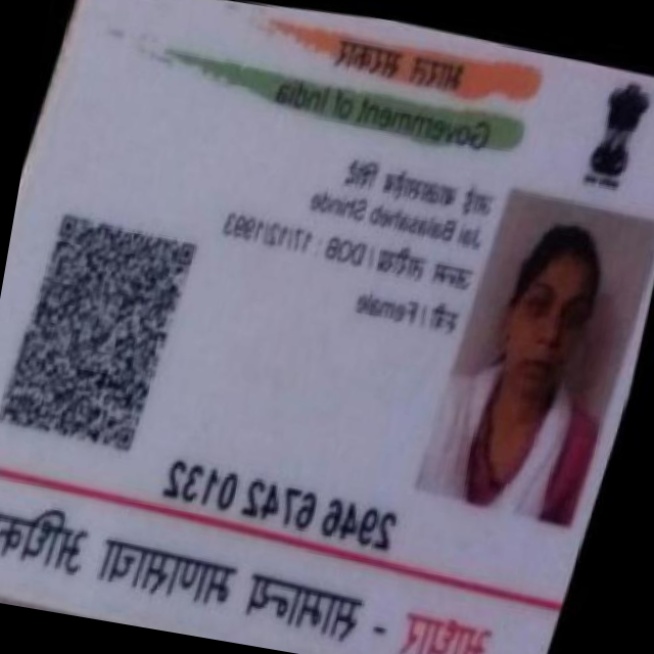 भारत सरकार
Government of India
जाई बाळासाहेब शिंदे
Jai Balasaheb Shinde
जन्म तारीख / DOB : 17/12/1993
स्त्री / Female
2946 6742 0132
आधार - सामान्य माणसाचा